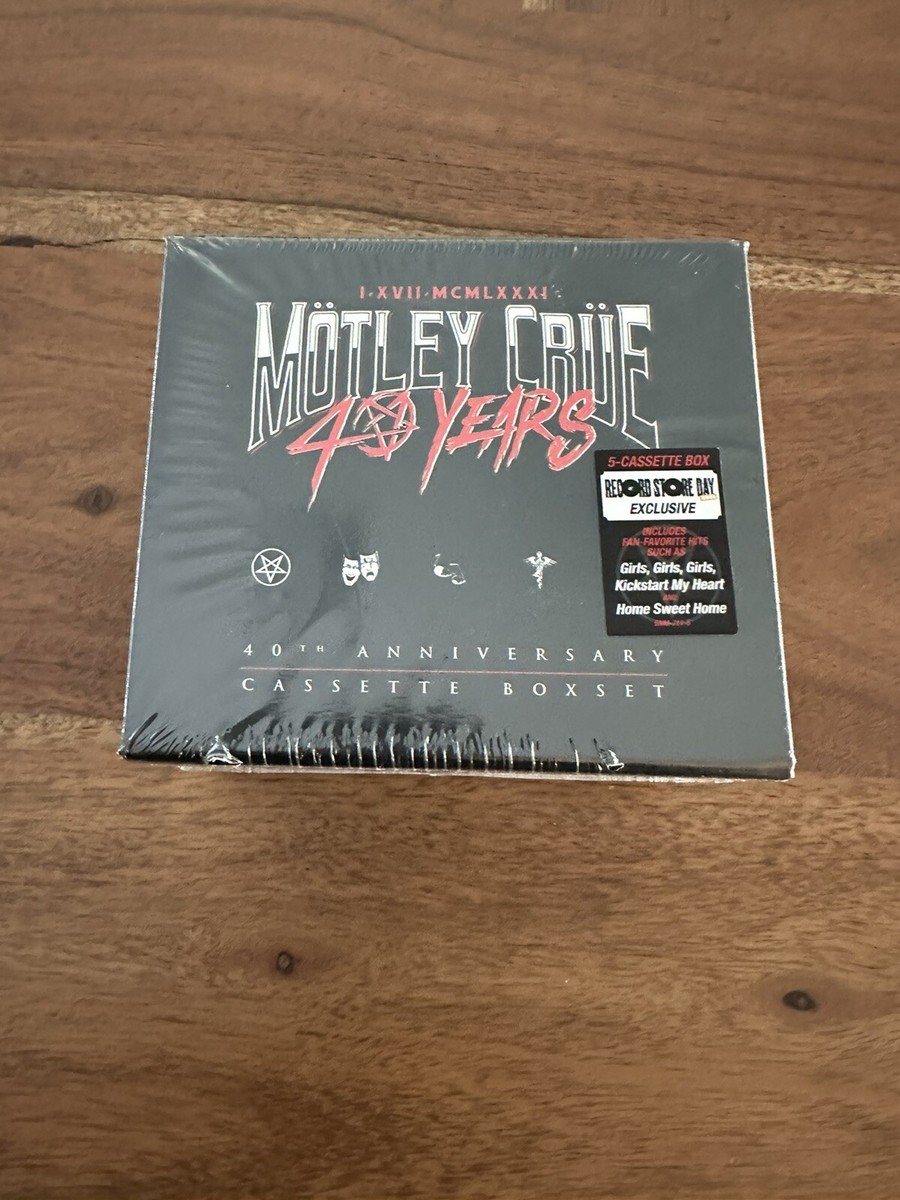 I·XVII·MCMLXXXI
MÖTLEY CRÜE
40 YEARS
5-CASSETTE BOX
RECORD STORE DAY
EXCLUSIVE
INCLUDES
FAN-FAVORITE HITS
SUCH AS
Girls, Girls, Girls,
Kickstart My Heart
AND
Home Sweet Home
40TH ANNIVERSARY
CASSETTE BOXSET